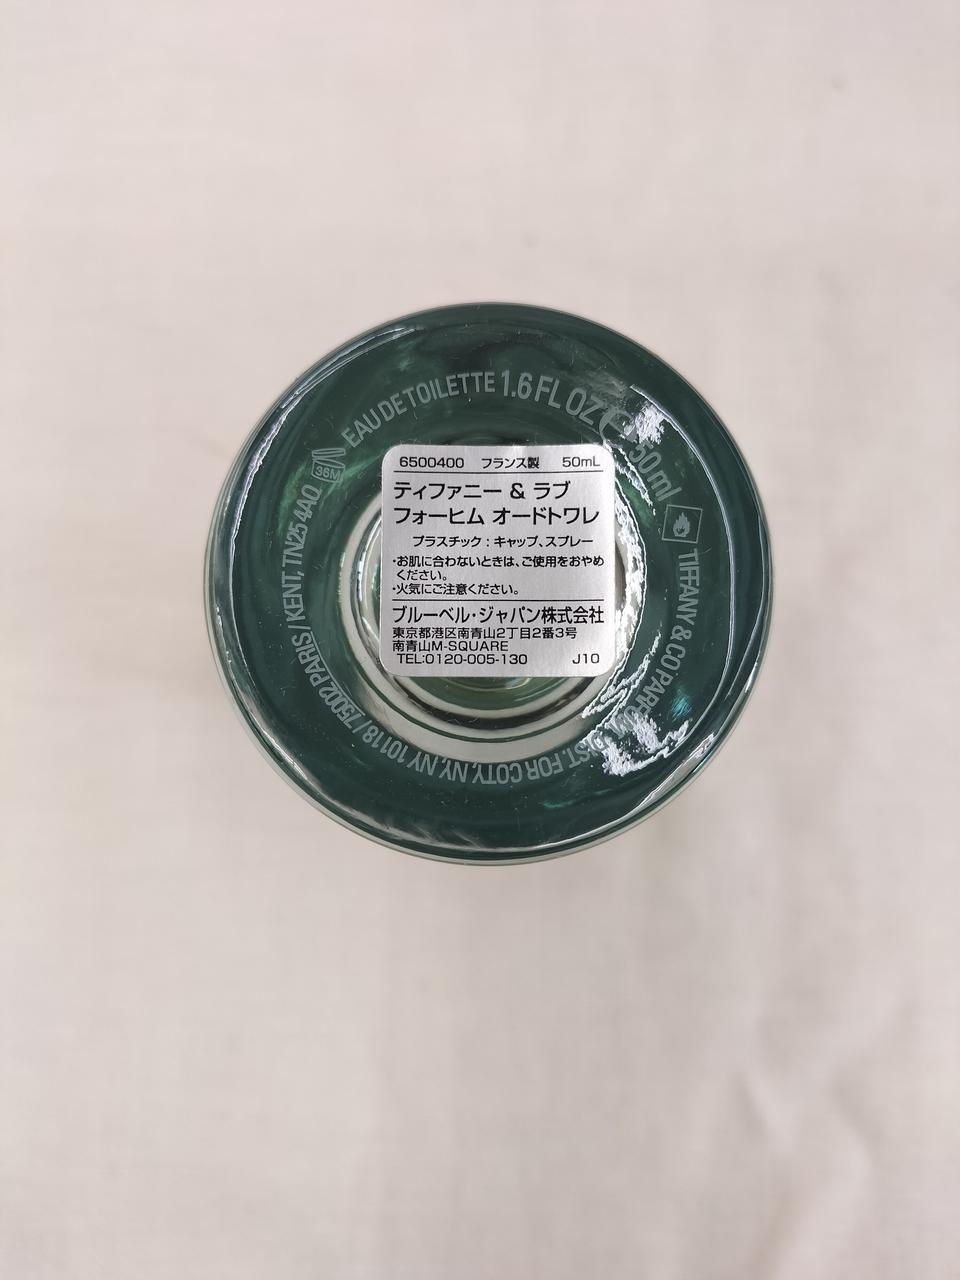 EAU DE TOILETTE 1.6 FL OZ 50ml
TIFFANY & CO PARFUM, DIST. FOR COTY, NY, NY 10118 / 75002 PARIS / KENT, TN25 4AQ
36M
6500400 フランス製 50mL
ティファニー & ラブ
フォーヒム オードトワレ
プラスチック：キャップ、スプレー
・お肌に合わないときは、ご使用をおやめ
ください。
・火気にご注意ください。
ブルーベル・ジャパン株式会社
東京都港区南青山2丁目2番3号
南青山M-SQUARE
TEL:0120-005-130 J10